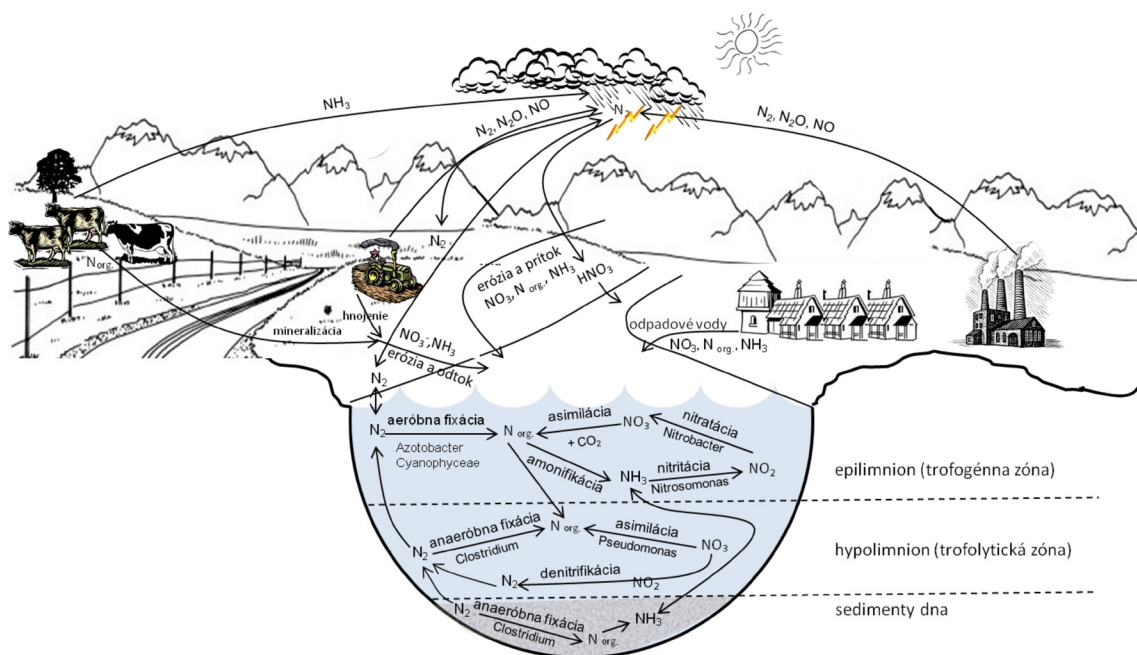 NH₃
N₂, N₂O, NO
N₂
N₂, N₂O, NO
N₂
N org.
erózia a prítok
NO₃, N org., NH₃
HNO₃
hnojenie
mineralizácia
odpadové vody
NO₃, N org., NH₃
NO₃⁻, NH₃
erózia a odtok
N₂
N₂
aeróbna fixácia
Azotobacter
Cyanophyceae
N org.
asimilácia
+ CO₂
NO₃
nitratácia
Nitrobacter
amonifikácia
NH₃
nitritácia
Nitrosomonas
NO₂
epilimnion (trofogénna zóna)
N₂
anaeróbna fixácia
Clostridium
N org.
asimilácia
Pseudomonas
NO₃
hypolimnion (trofolytická zóna)
N₂
denitrifikácia
NO₂
N₂
anaeróbna fixácia
Clostridium
N org.
NH₃
sedimenty dna